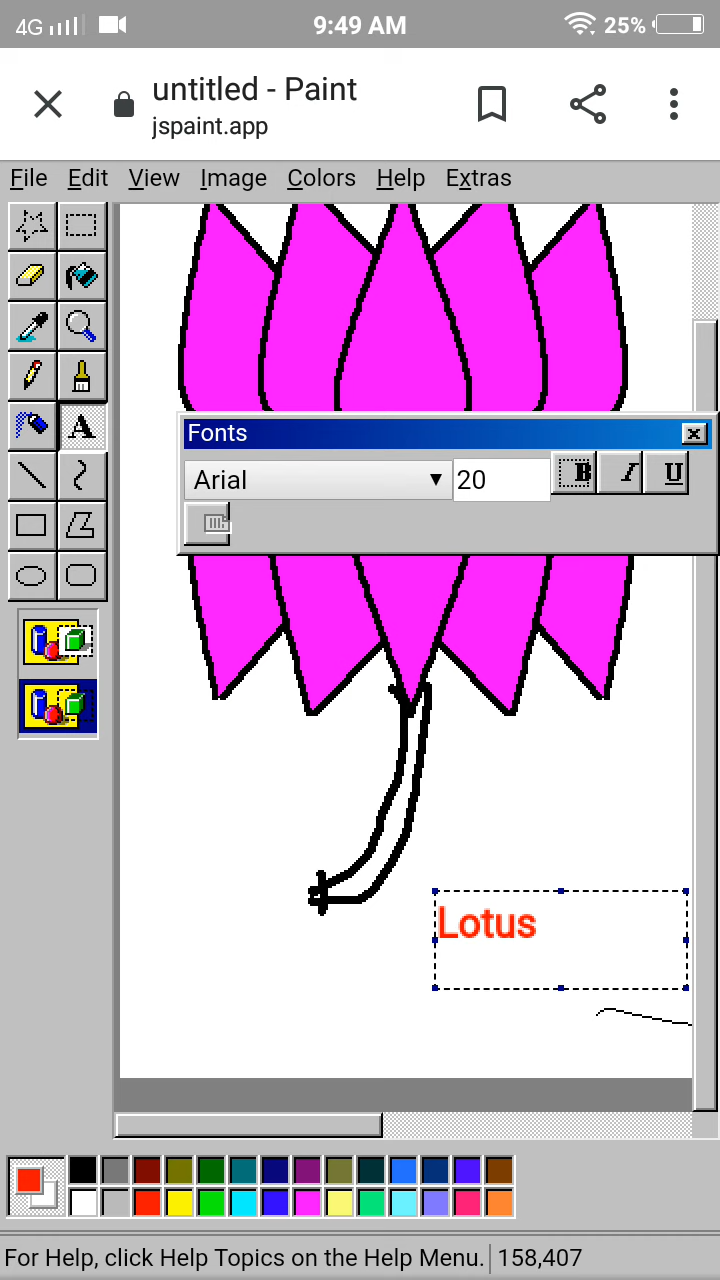 4G 9:49 AM 25%
untitled - Paint
jspaint.app
File Edit View Image Colors Help Extras
A
Fonts
Arial 20 B I U
Lotus
For Help, click Help Topics on the Help Menu. 158,407